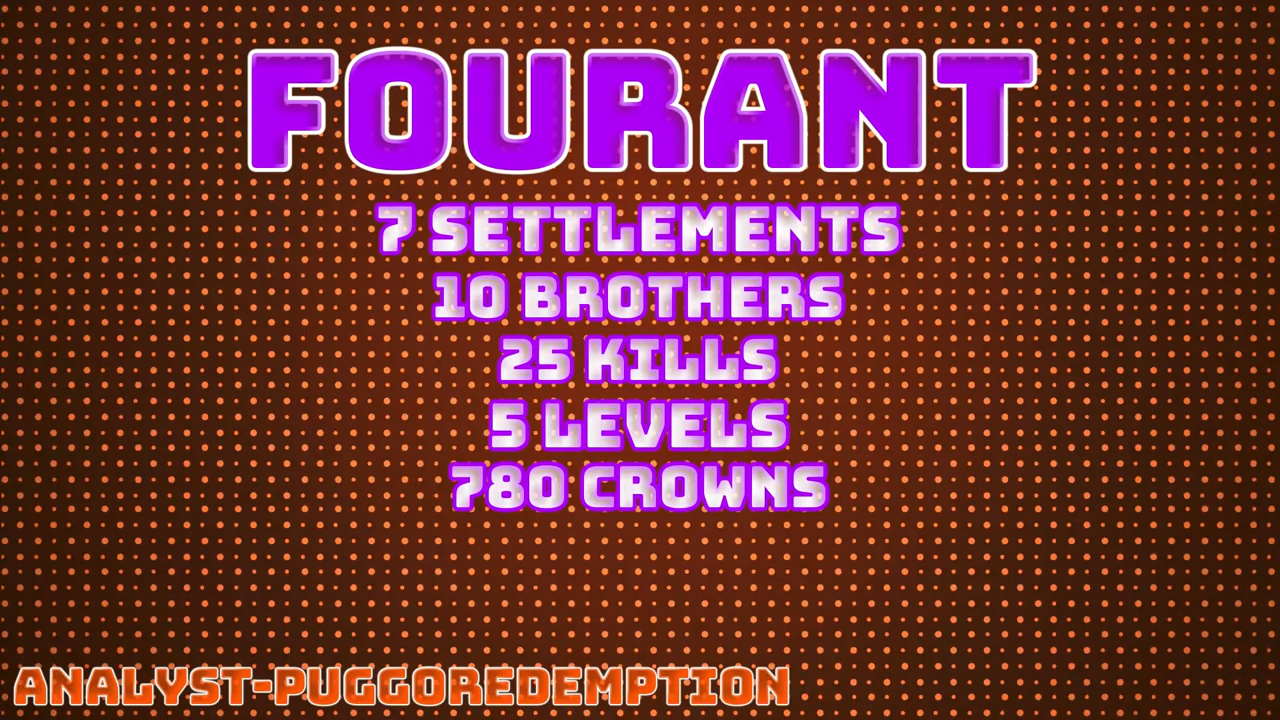 FOURANT
7 SETTLEMENTS
10 BROTHERS
25 KILLS
5 LEVELS
780 CROWNS
ANALYST-PUGGOREDEMPTION